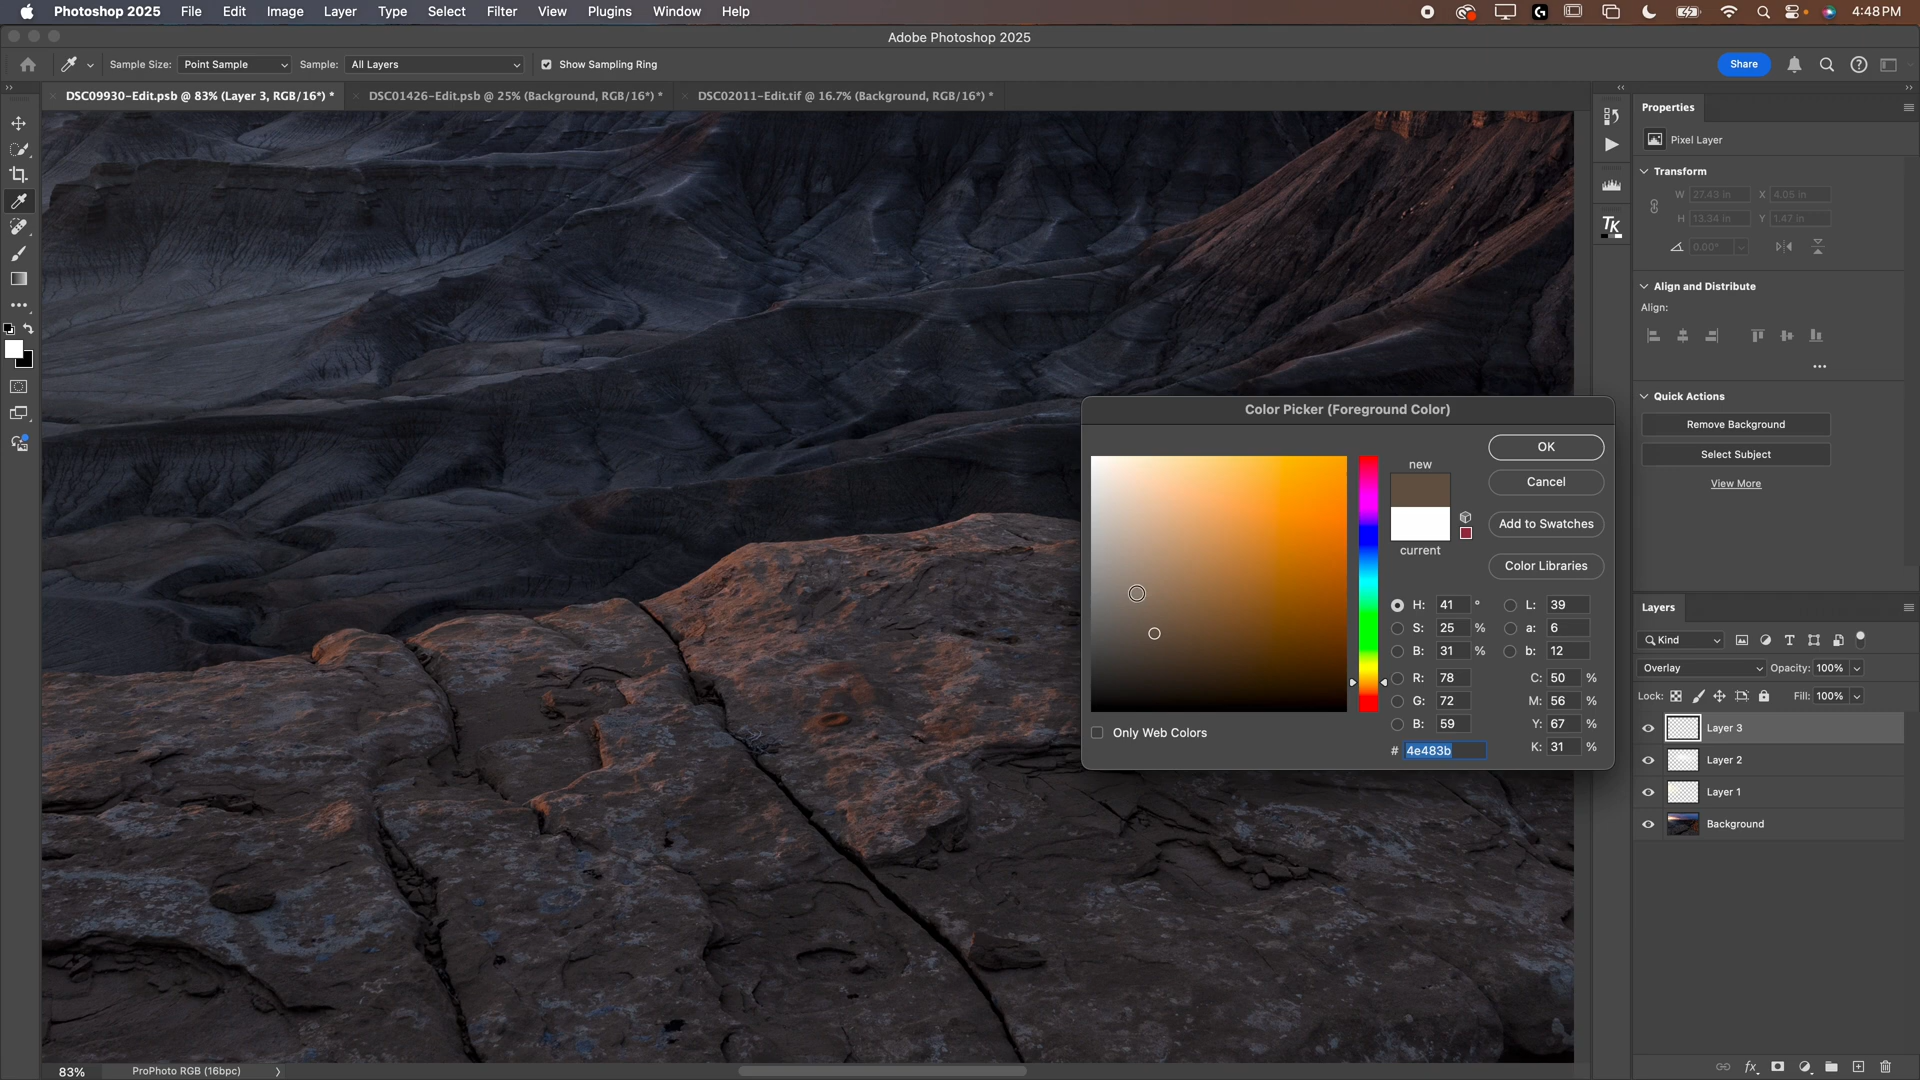 Photoshop 2025 File Edit Image Layer Type Select Filter View Plugins Window Help 4:48 PM
Adobe Photoshop 2025
Sample Size: Point Sample Sample: All Layers Show Sampling Ring Share
DSC09930-Edit.psb @ 83% (Layer 3, RGB/16*) * DSC01426-Edit.psb @ 25% (Background, RGB/16*) * DSC02011-Edit.tif @ 16.7% (Background, RGB/16*) *
Properties
Pixel Layer
Transform
W 27.43 in X 4.05 in
H 13.34 in Y 1.47 in
0.00°
TK
Align and Distribute
Align:
Quick Actions
Remove Background
Select Subject
View More
Color Picker (Foreground Color)
OK
new
Cancel
Add to Swatches
current
Color Libraries
H: 41 ° L: 39
S: 25 % a: 6
B: 31 % b: 12
R: 78 C: 50 %
G: 72 M: 56 %
B: 59 Y: 67 %
Only Web Colors
# 4e483b K: 31 %
Layers
Kind
Overlay Opacity: 100%
Lock: Fill: 100%
Layer 3
Layer 2
Layer 1
Background
83% ProPhoto RGB (16bpc)